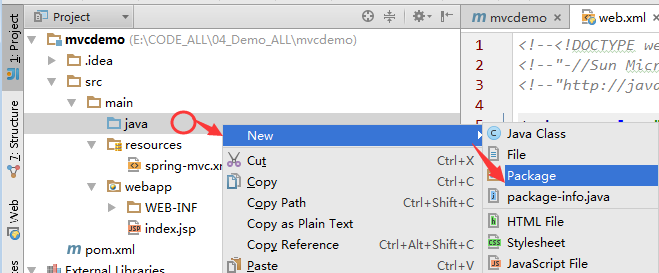 Project
mvcdemo (E:\CODE_ALL\04_Demo_ALL\mvcdemo)
.idea
src
main
java
resources
spring-mvc.x
webapp
WEB-INF
index.jsp
pom.xml
External Libraries
1: Project
7: Structure
Web
mvcdemo ×
web.xml
1
2
3
4
<!--<!DOCTYPE we
<!--"-//Sun Micr
<!--"http://java
New
Cut Ctrl+X
Copy Ctrl+C
Copy Path Ctrl+Shift+C
Copy as Plain Text
Copy Reference Ctrl+Alt+Shift+C
Paste Ctrl+V
Java Class
File
Package
package-info.java
HTML File
Stylesheet
JavaScript File